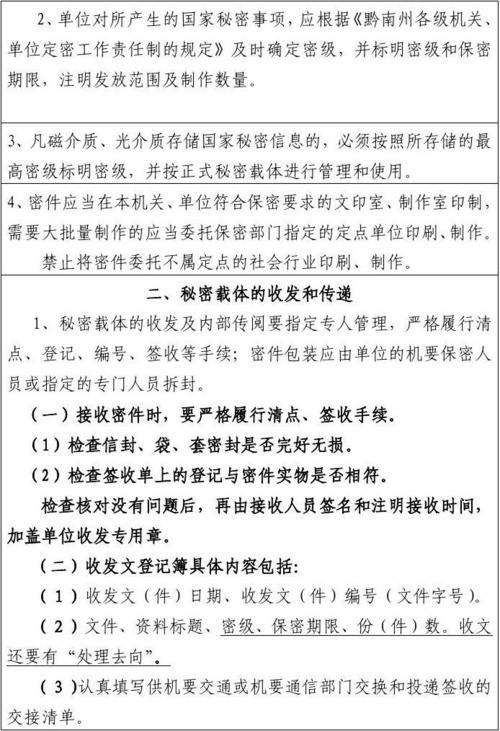 2、单位对所产生的国家秘密事项，应根据《黔南州各级机关、
单位定密工作责任制的规定》及时确定密级，并标明密级和保密
期限，注明发放范围及制作数量。
3、凡磁介质、光介质存储国家秘密信息的，必须按照所存储的最
高密级标明密级，并按正式秘密载体进行管理和使用。
4、密件应当在本机关、单位符合保密要求的文印室、制作室印制，
需要大批量制作的应当委托保密部门指定的定点单位印刷、制作。
禁止将密件委托不属定点的社会行业印刷、制作。
二、秘密载体的收发和传递
1、秘密载体的收发及内部传阅要指定专人管理，严格履行清
点、登记、编号、签收等手续；密件包装应由单位的机要保密人
员或指定的专门人员拆封。
（一）接收密件时，要严格履行清点、签收手续。
（1）检查信封、袋、套密封是否完好无损。
（2）检查签收单上的登记与密件实物是否相符。
检查核对没有问题后，再由接收人员签名和注明接收时间，
加盖单位收发专用章。
（二）收发文登记簿具体内容包括：
（1）收发文（件）日期、收发文（件）编号（文件字号）。
（2）文件、资料标题、密级、保密期限、份（件）数。收文
还要有“处理去向”。
（3）认真填写供机要交通或机要通信部门交换和投递签收的
交接清单。